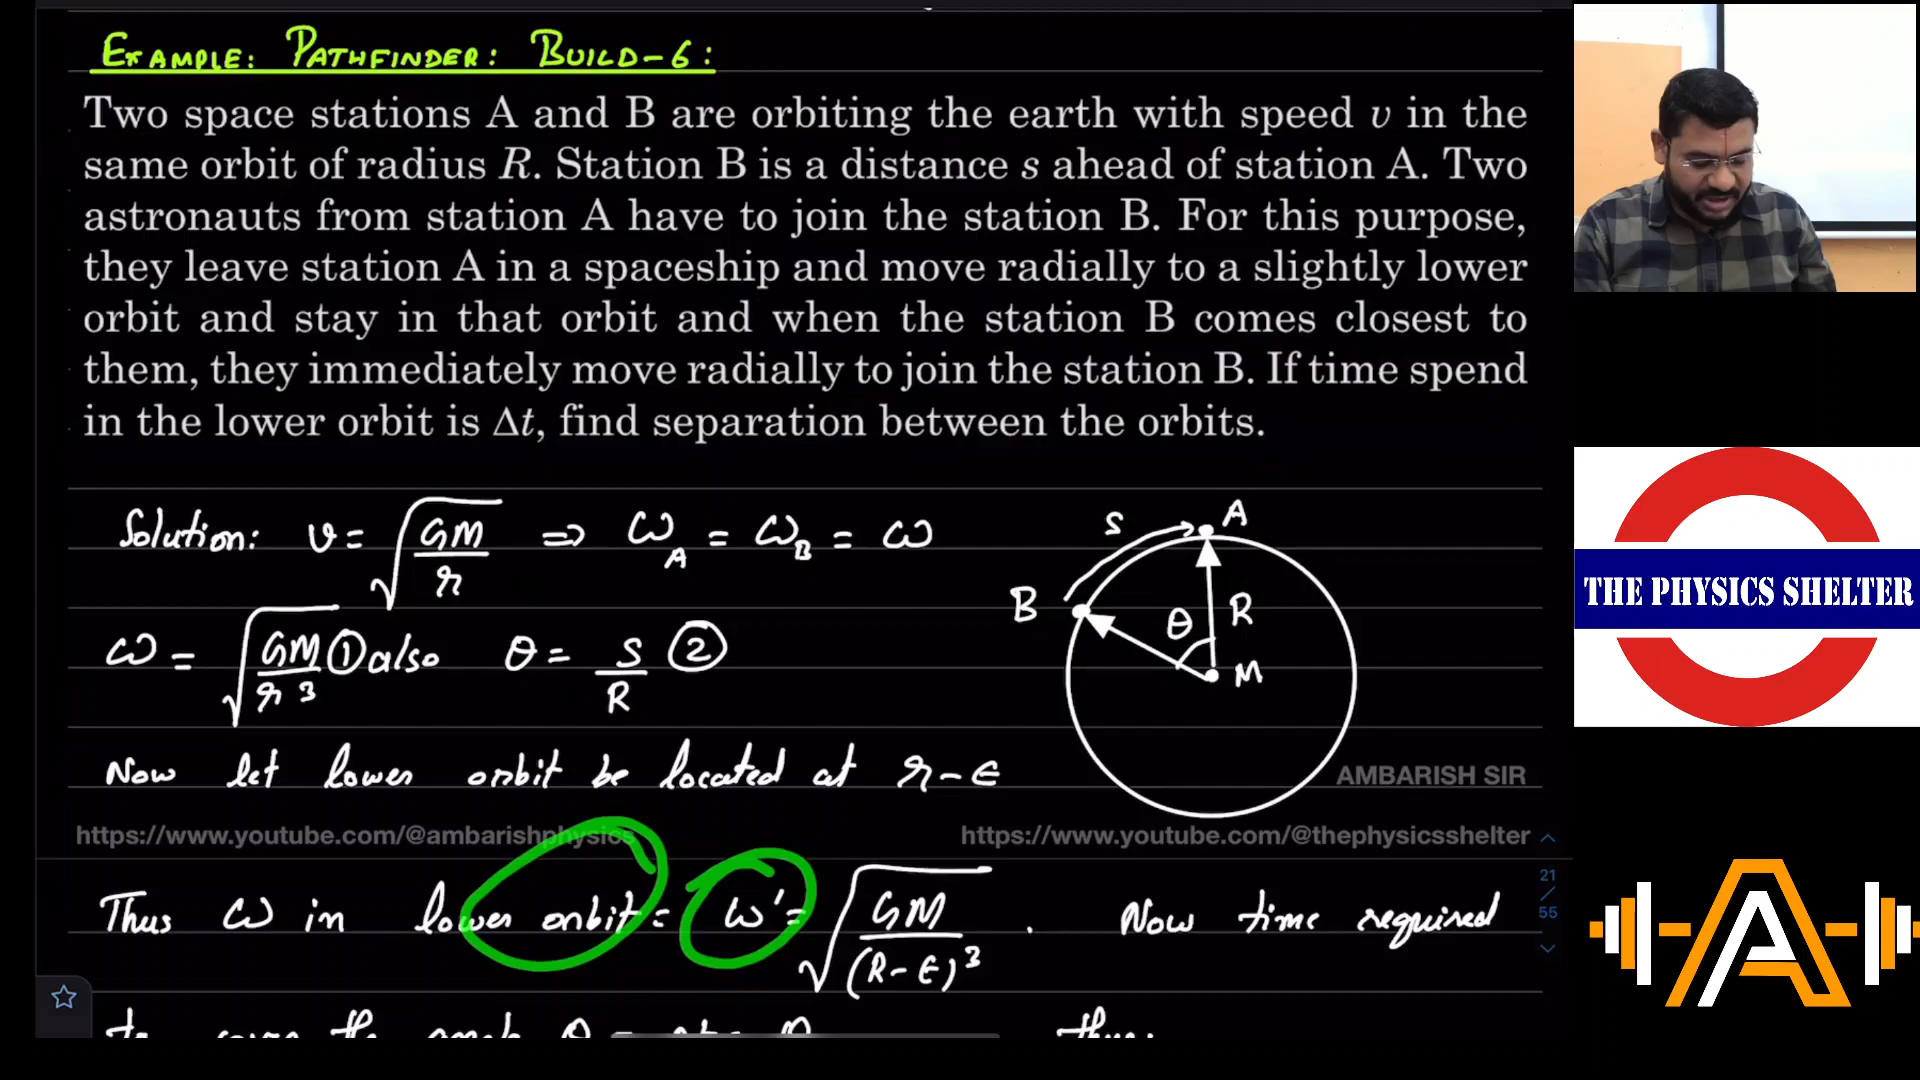 EXAMPLE: PATHFINDER: BUILD-6:
Two space stations A and B are orbiting the earth with speed v in the
same orbit of radius R. Station B is a distance s ahead of station A. Two
astronauts from station A have to join the station B. For this purpose,
they leave station A in a spaceship and move radially to a slightly lower
orbit and stay in that orbit and when the station B comes closest to
them, they immediately move radially to join the station B. If time spend
in the lower orbit is Δt, find separation between the orbits.
Solution: v = √(GM/r) ⇒ ω_A = ω_B = ω
ω = √(GM/r³) ① also θ = s/R ②
S
A
B
θ
R
M
Now let lower orbit be located at r-ε
AMBARISH SIR
https://www.youtube.com/@ambarishphysics
https://www.youtube.com/@thephysicsshelter
Thus ω in lower orbit = ω' = √(GM/(R-ε)³) . Now time required
21
/
55
THE PHYSICS SHELTER